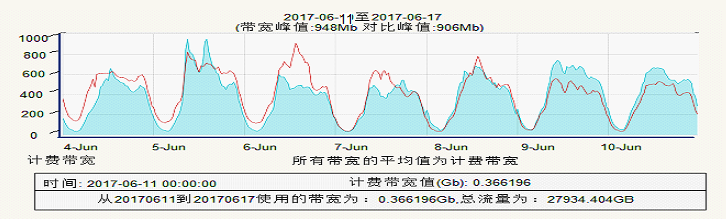 2017-06-11至2017-06-17
(带宽峰值:948Mb 对比峰值:906Mb)
1000
800
600
400
200
0
4-Jun 5-Jun 6-Jun 7-Jun 8-Jun 9-Jun 10-Jun
计费带宽 所有带宽的平均值为计费带宽
时间: 2017-06-11 00:00:00 计费带宽值(Gb): 0.366196
从20170611到20170617使用的带宽为：0.366196Gb,总流量为：27934.404GB